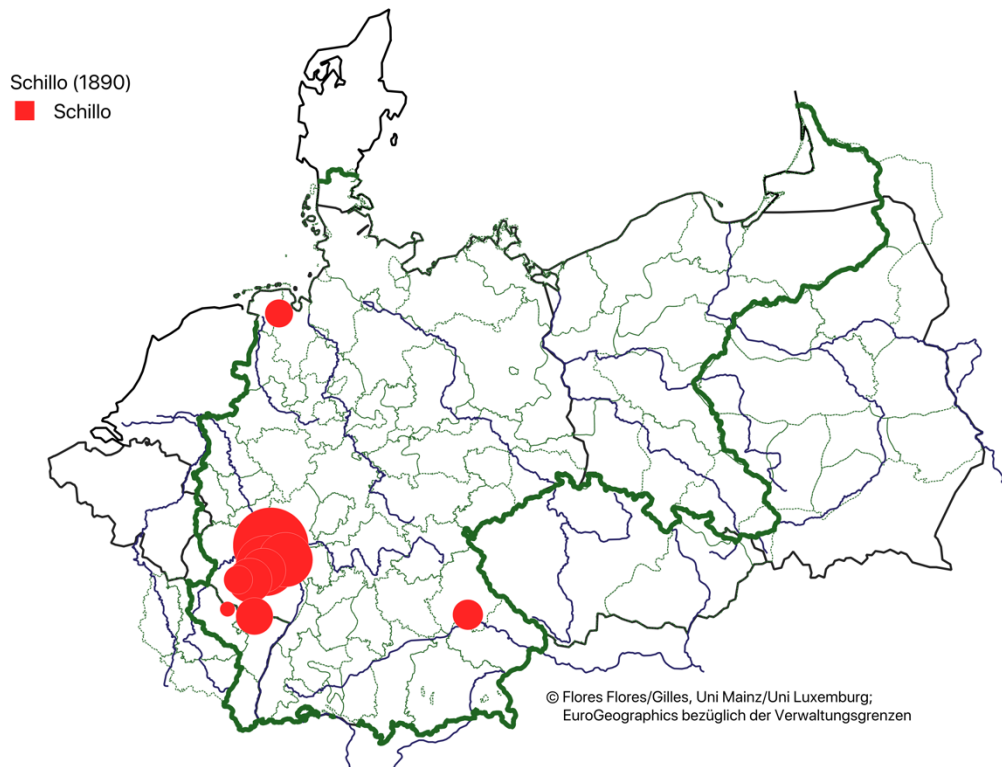 Schillo (1890)
Schillo
© Flores Flores/Gilles, Uni Mainz/Uni Luxemburg;
EuroGeographics bezüglich der Verwaltungsgrenzen